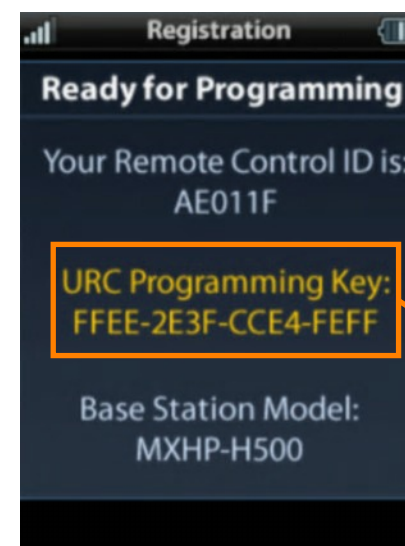 Registration
Ready for Programming
Your Remote Control ID is:
AE011F
URC Programming Key:
FFEE-2E3F-CCE4-FEFF
Base Station Model:
MXHP-H500